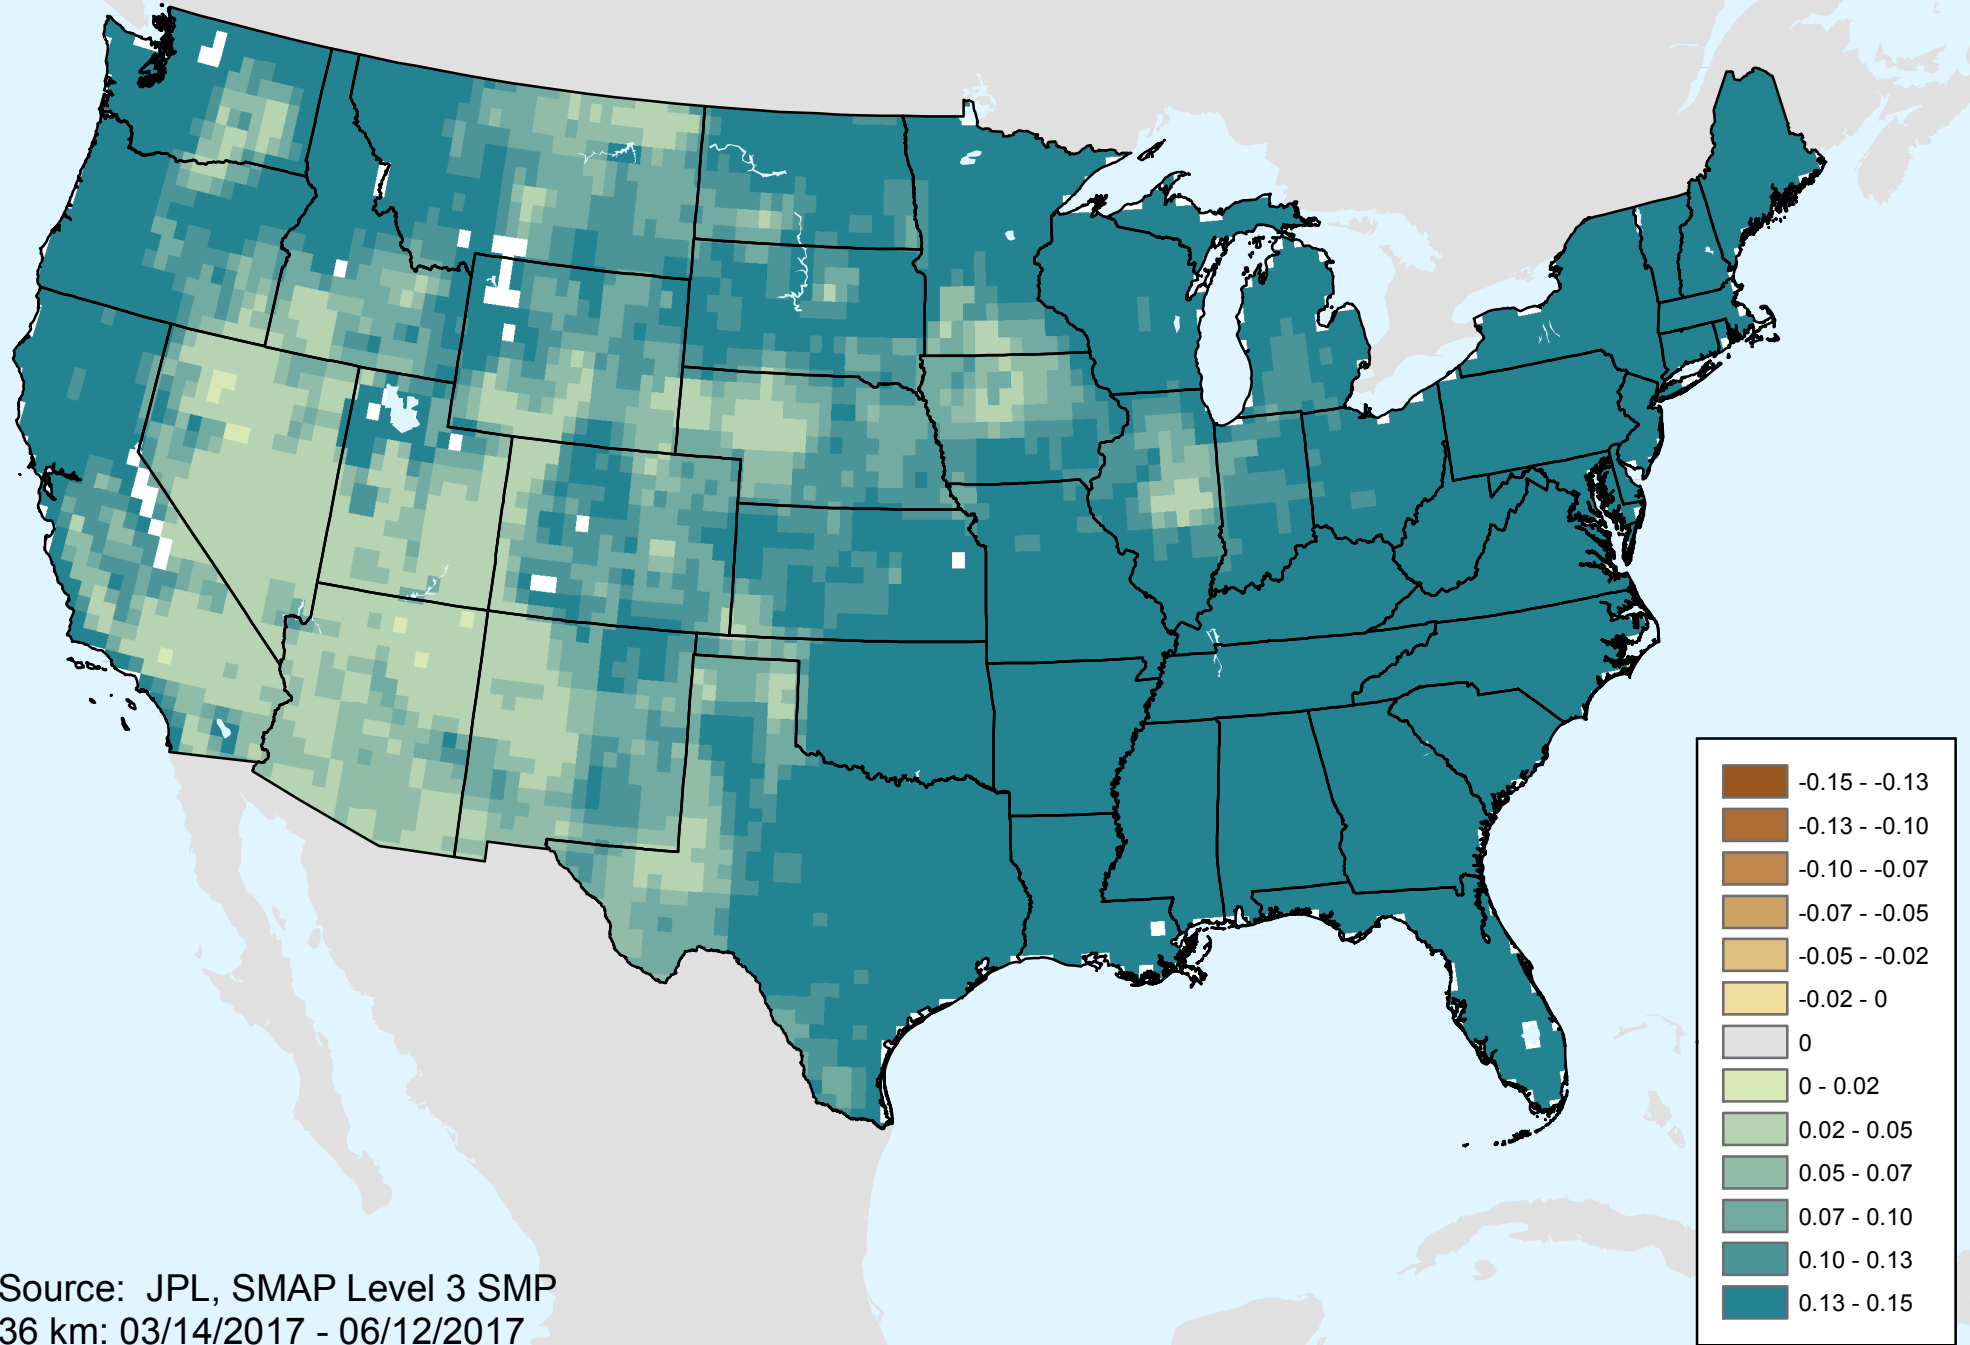 -0.15 - -0.13
-0.13 - -0.10
-0.10 - -0.07
-0.07 - -0.05
-0.05 - -0.02
-0.02 - 0
0
0 - 0.02
0.02 - 0.05
0.05 - 0.07
0.07 - 0.10
0.10 - 0.13
0.13 - 0.15
Source: JPL, SMAP Level 3 SMP
36 km: 03/14/2017 - 06/12/2017